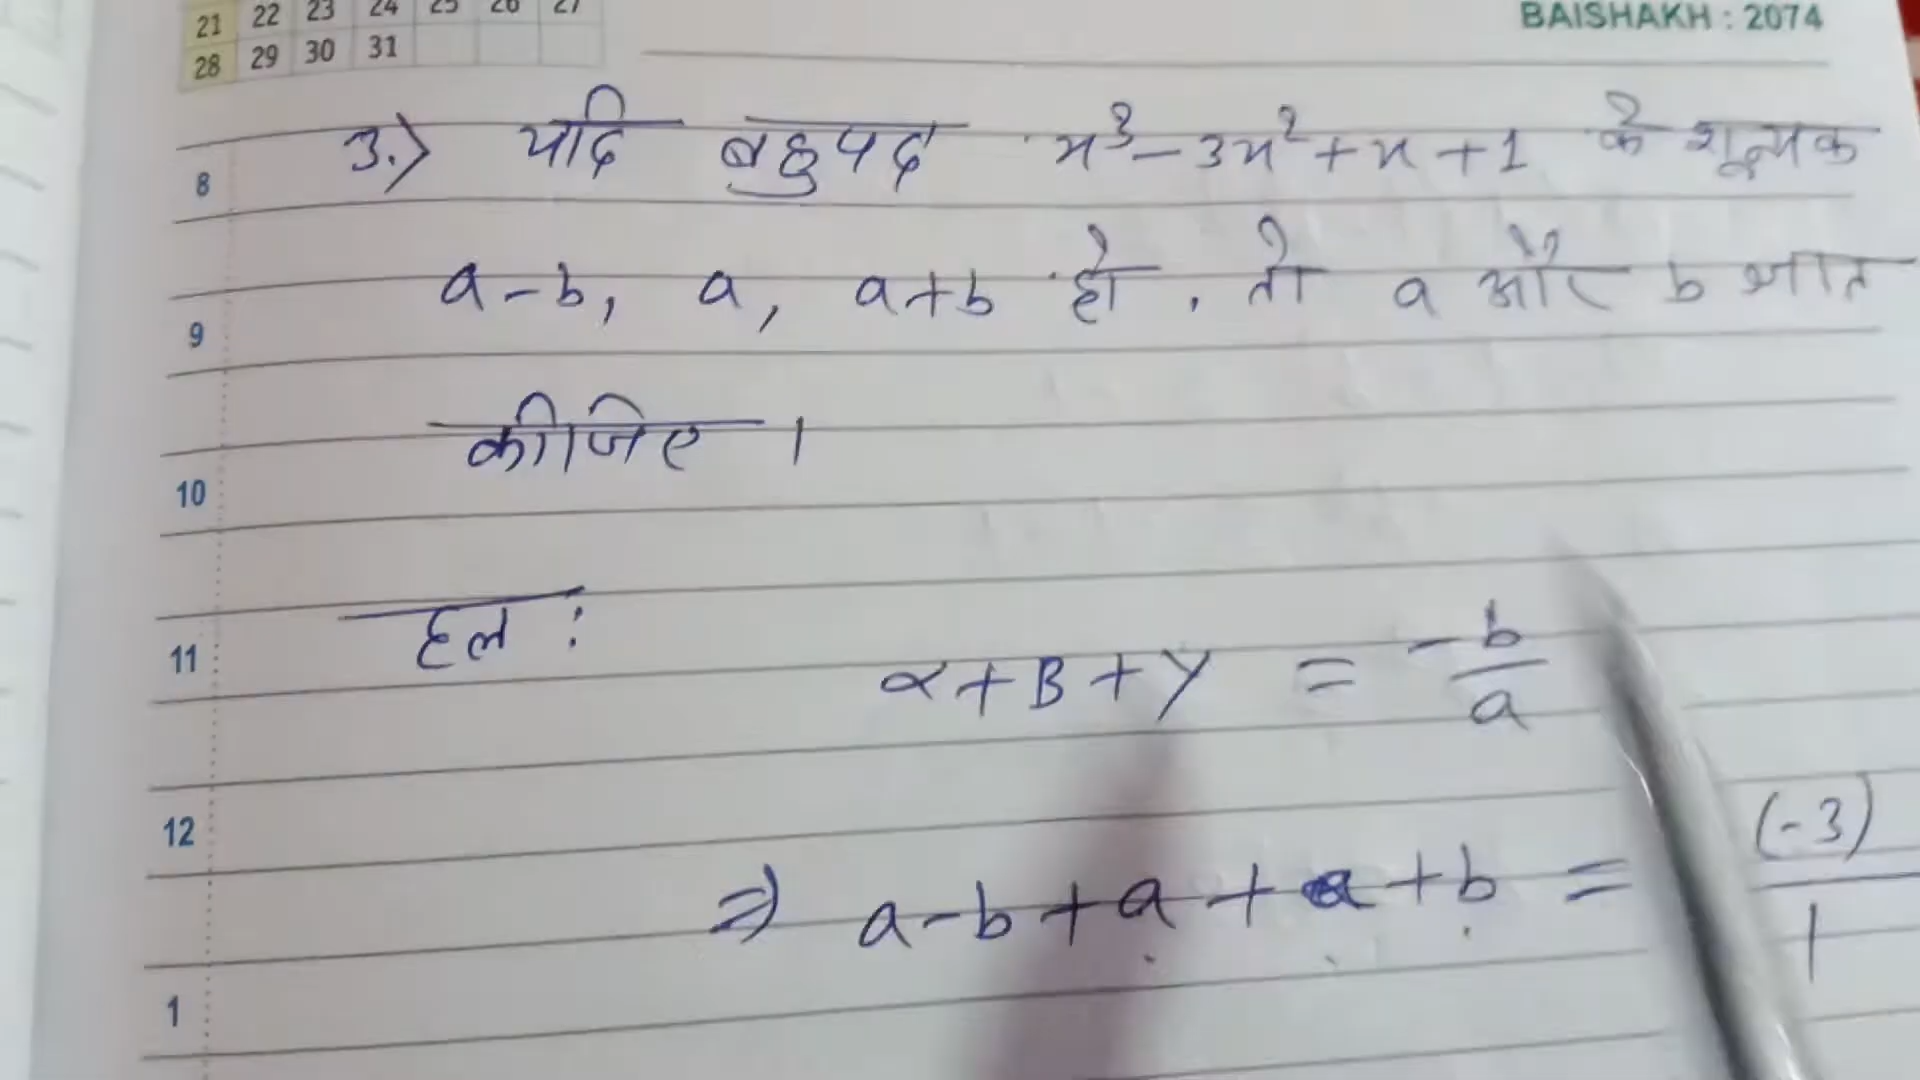 21 22 23 24 25 26 27
BAISHAKH : 2074
28 29 30 31
8 3.) यदि बहुपद x³-3x²+x+1 के शून्यक
9 a-b, a, a+b हो, तो a और b ज्ञात
10 कीजिए ।
11 हल :
α+B+γ = -b/a
12
⇒ a-b+a+a+b = (-3)/1
1